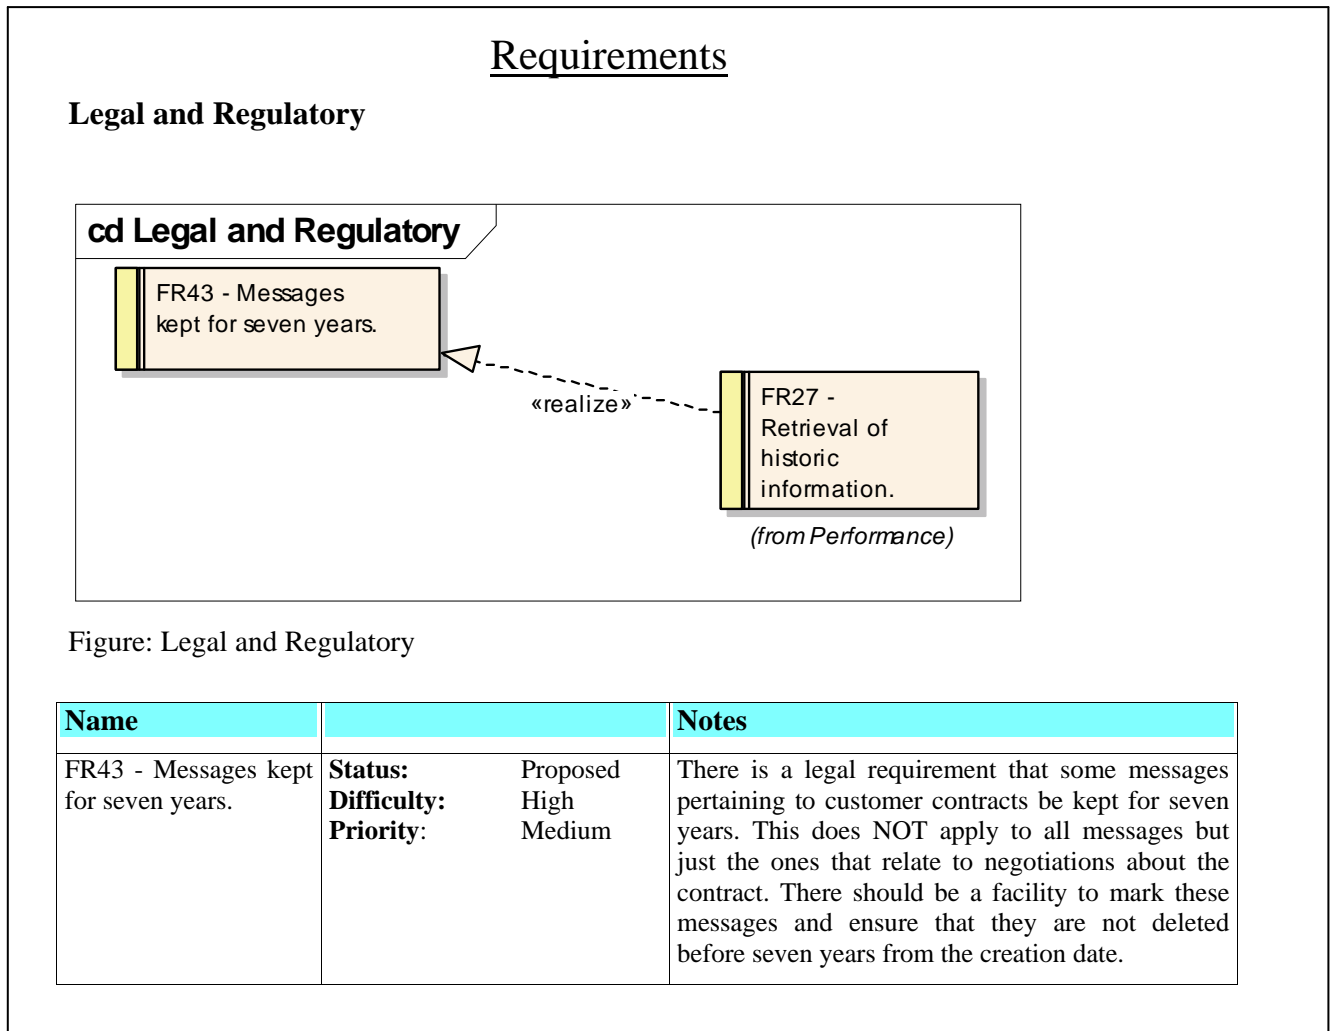 Requirements
Legal and Regulatory
cd Legal and Regulatory
FR43 - Messages
kept for seven years.
«realize»
FR27 -
Retrieval of
historic
information.
(from Performance)
Figure: Legal and Regulatory
Name Notes
FR43 - Messages kept
for seven years.
Status: Proposed
Difficulty: High
Priority: Medium
There is a legal requirement that some messages
pertaining to customer contracts be kept for seven
years. This does NOT apply to all messages but
just the ones that relate to negotiations about the
contract. There should be a facility to mark these
messages and ensure that they are not deleted
before seven years from the creation date.